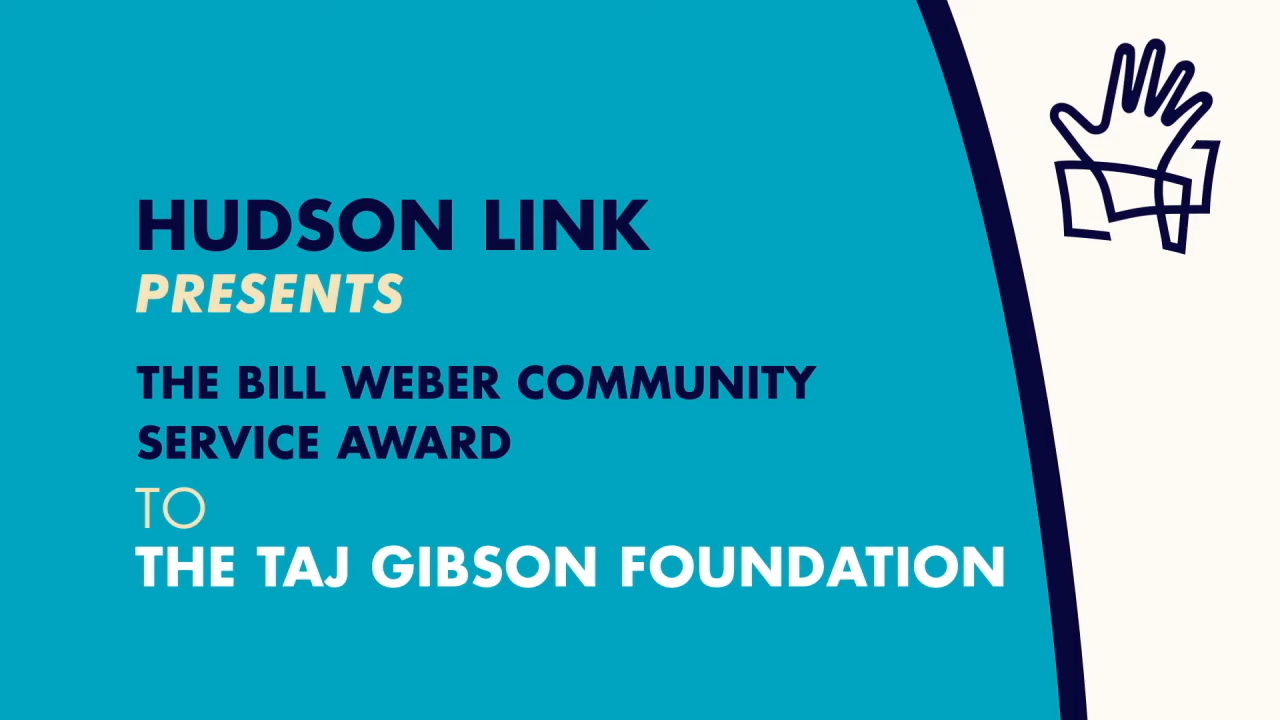 HUDSON LINK
PRESENTS
THE BILL WEBER COMMUNITY
SERVICE AWARD
TO
THE TAJ GIBSON FOUNDATION